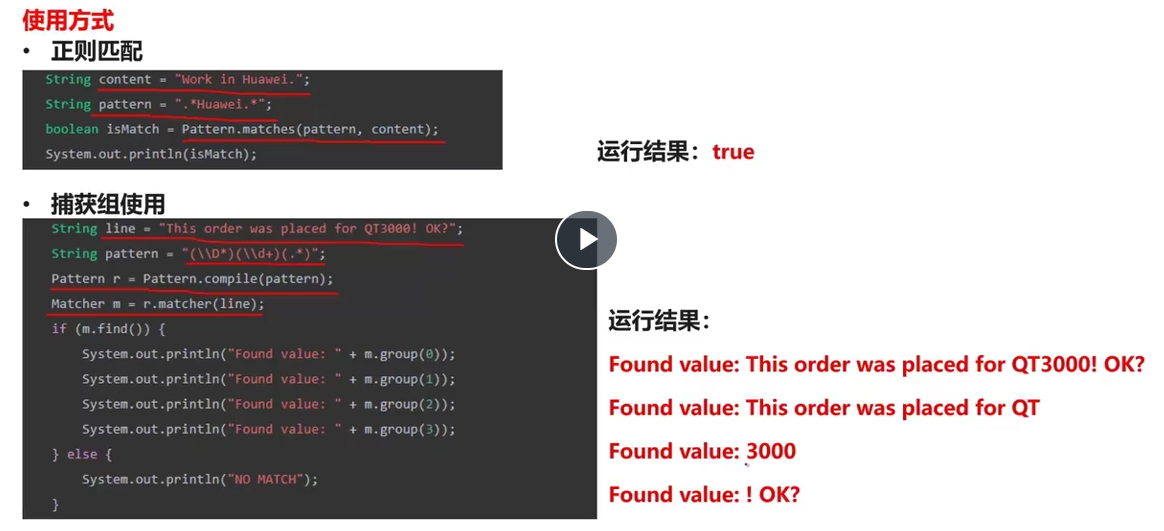 使用方式
• 正则匹配
String content = "Work in Huawei.";
String pattern = ".*Huawei.*";
boolean isMatch = Pattern.matches(pattern, content);
System.out.println(isMatch);
运行结果：true
• 捕获组使用
String line = "This order was placed for QT3000! OK?";
String pattern = "(\\D*)(\\d+)(.*)";
Pattern r = Pattern.compile(pattern);
Matcher m = r.matcher(line);
if (m.find()) {
    System.out.println("Found value: " + m.group(0));
    System.out.println("Found value: " + m.group(1));
    System.out.println("Found value: " + m.group(2));
    System.out.println("Found value: " + m.group(3));
} else {
    System.out.println("NO MATCH");
}
运行结果：
Found value: This order was placed for QT3000! OK?
Found value: This order was placed for QT
Found value: 3000
Found value: ! OK?